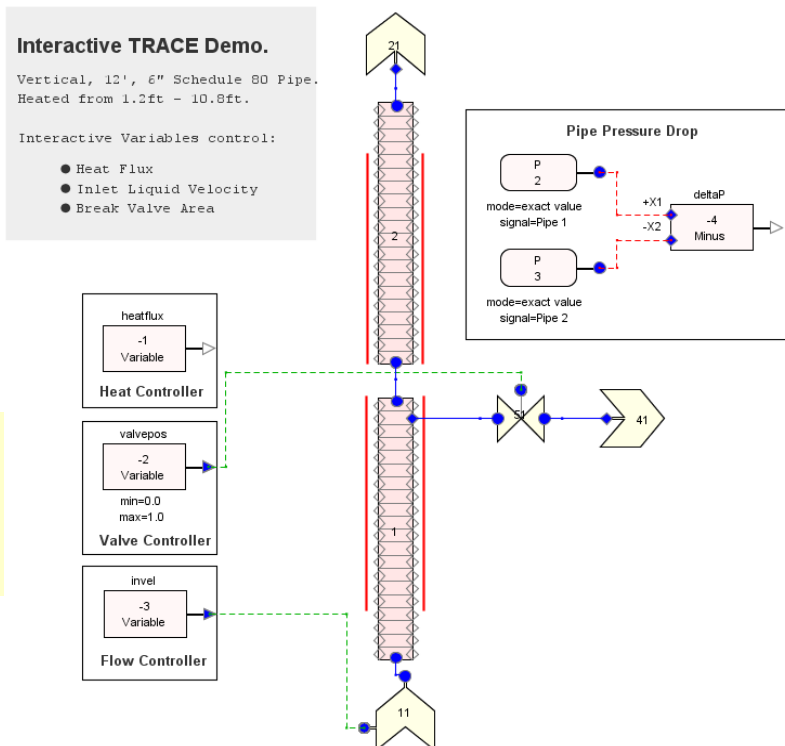 Interactive TRACE Demo.
Vertical, 12', 6" Schedule 80 Pipe.
Heated from 1.2ft - 10.8ft.
Interactive Variables control:
● Heat Flux
● Inlet Liquid Velocity
● Break Valve Area
21
2
Pipe Pressure Drop
P
2
mode=exact value
signal=Pipe 1
deltaP
+X1
-X2
-4
Minus
P
3
mode=exact value
signal=Pipe 2
heatflux
-1
Variable
Heat Controller
valvepos
-2
Variable
min=0.0
max=1.0
Valve Controller
51
41
1
invel
-3
Variable
Flow Controller
11